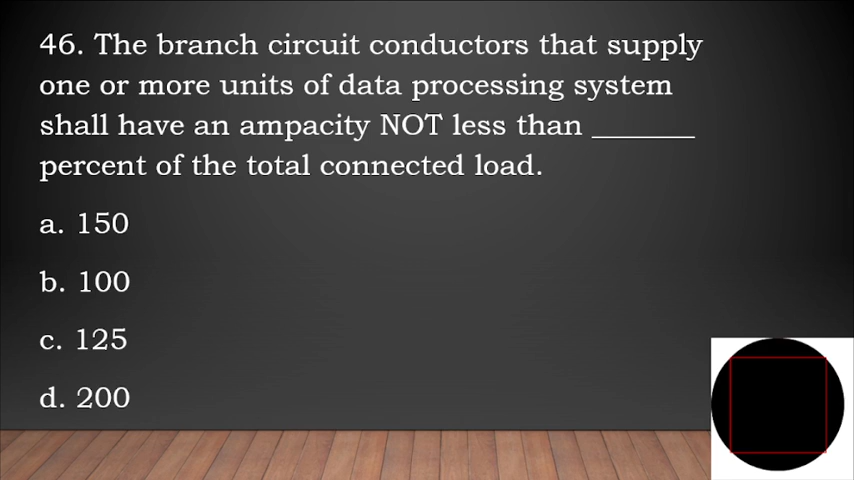 46. The branch circuit conductors that supply
one or more units of data processing system
shall have an ampacity NOT less than _______
percent of the total connected load.
a. 150
b. 100
c. 125
d. 200